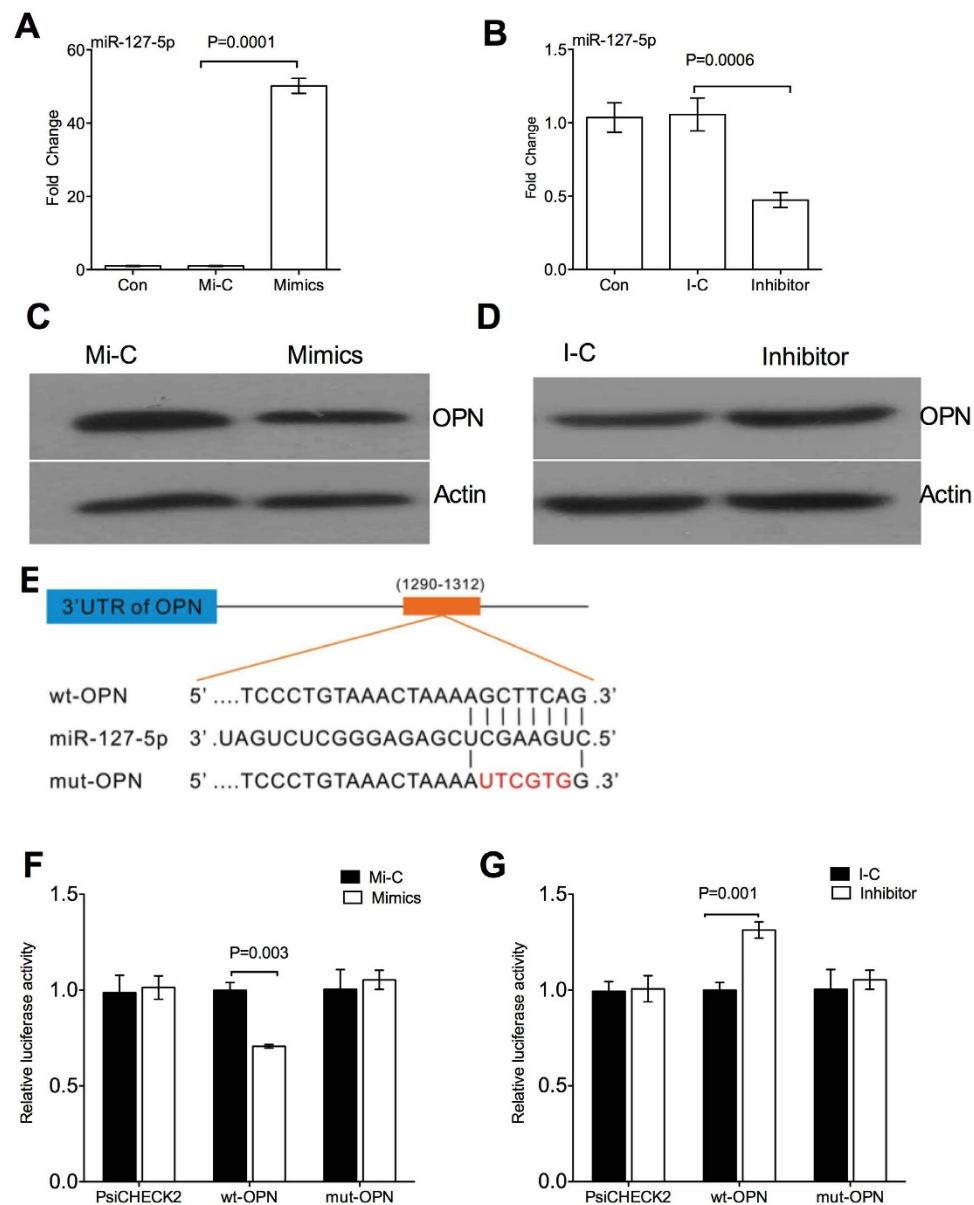 A
miR-127-5p
P=0.0001
60
40
20
0
Fold Change
Con
Mi-C
Mimics
B
miR-127-5p
P=0.0006
1.5
1.0
0.5
0.0
Fold Change
Con
I-C
Inhibitor
C
Mi-C
Mimics
OPN
Actin
D
I-C
Inhibitor
OPN
Actin
E
(1290-1312)
3'UTR of OPN
wt-OPN 5' ....TCCCTGTAAACTAAAAGCTTCAG.3'
miR-127-5p 3'.UAGUCUCGGGAGAGCUCGAAGUC.5'
mut-OPN 5' ....TCCCTGTAAACTAAAAUTCGTGG.3'
F
Mi-C
Mimics
P=0.003
1.5
1.0
0.5
0.0
Relative luciferase activity
PsiCHECK2
wt-OPN
mut-OPN
G
I-C
Inhibitor
P=0.001
1.5
1.0
0.5
0.0
Relative luciferase activity
PsiCHECK2
wt-OPN
mut-OPN